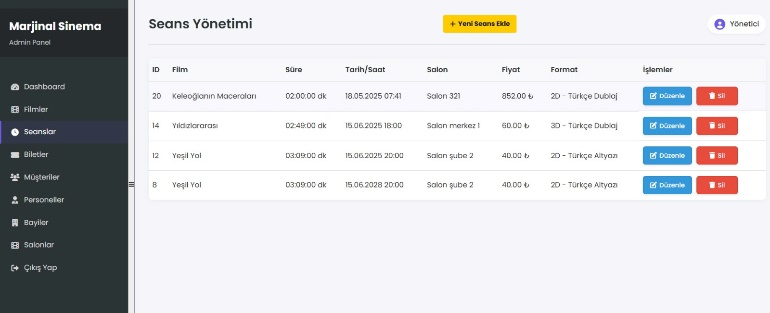 Marjinal Sinema
Admin Panel
Dashboard
Filmler
Seanslar
Biletler
Müşteriler
Personeller
Bayiler
Salonlar
Çıkış Yap
Seans Yönetimi
+ Yeni Seans Ekle
Yönetici
ID Film Süre Tarih/Saat Salon Fiyat Format İşlemler
20 Keleoğlanın Maceraları 02:00:00 dk 18.05.2025 07:41 Salon 321 852.00 ₺ 2D - Türkçe Dublaj Düzenle Sil
14 Yıldızlararası 02:49:00 dk 15.06.2025 18:00 Salon merkez 1 60.00 ₺ 3D - Türkçe Dublaj Düzenle Sil
12 Yeşil Yol 03:09:00 dk 15.06.2025 20:00 Salon şube 2 40.00 ₺ 2D - Türkçe Altyazı Düzenle Sil
8 Yeşil Yol 03:09:00 dk 15.06.2028 20:00 Salon şube 2 40.00 ₺ 2D - Türkçe Altyazı Düzenle Sil